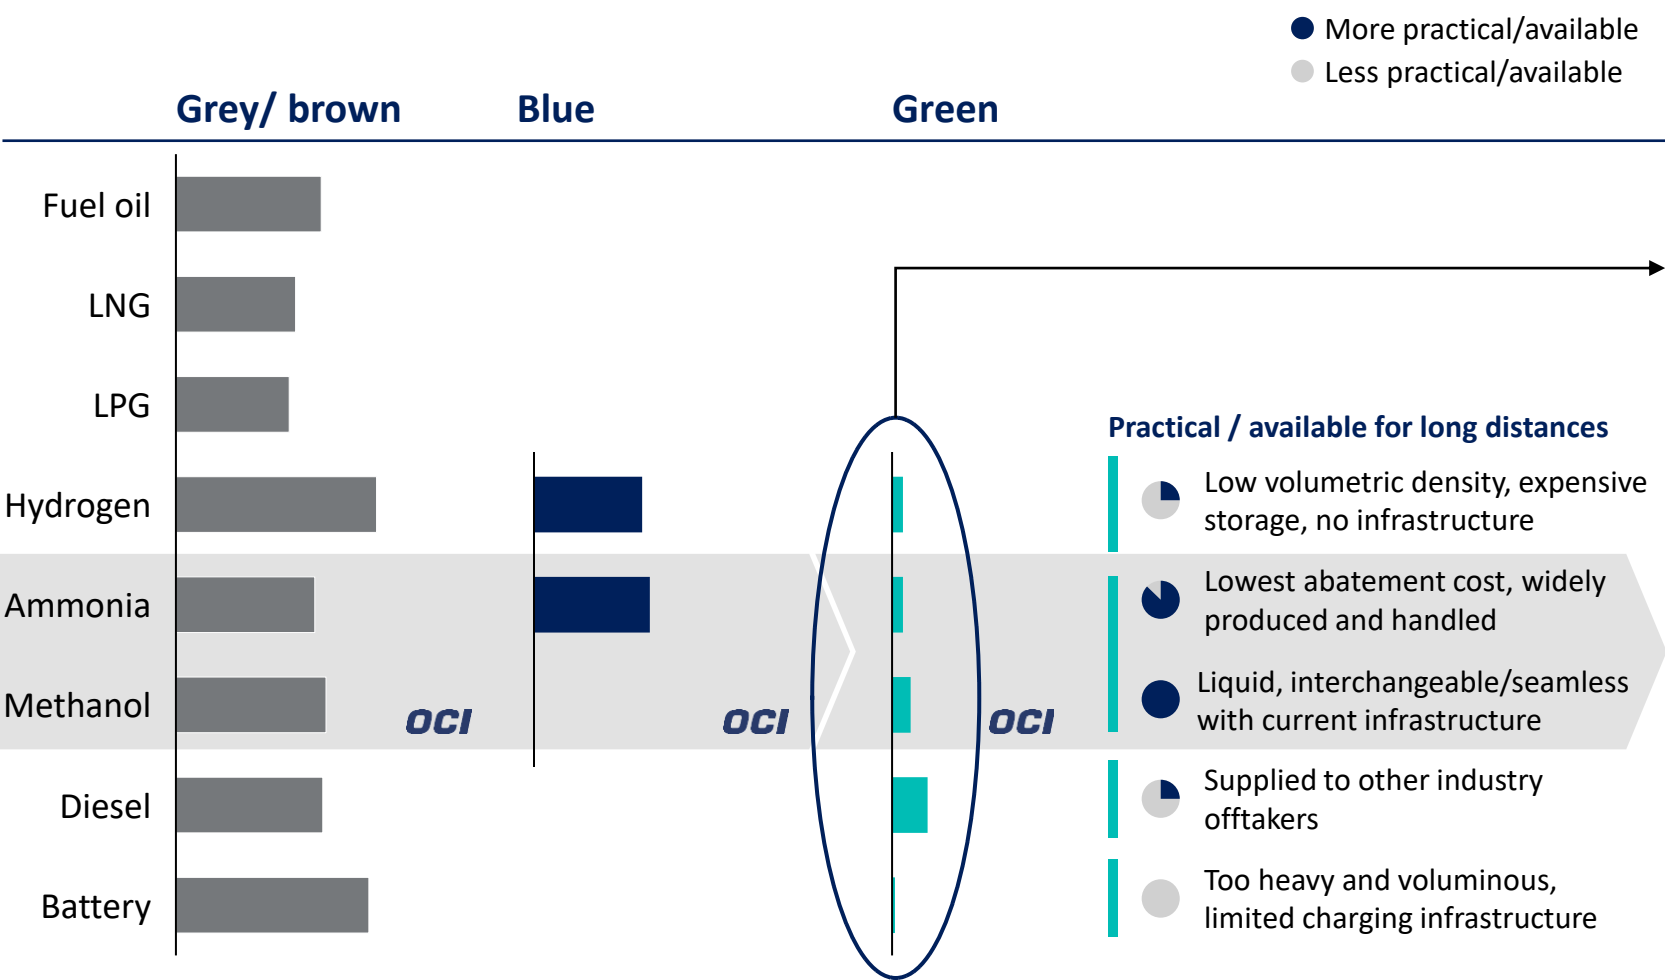 More practical/available
Less practical/available
Grey/ brown
Blue
Green
Fuel oil
LNG
LPG
Practical / available for long distances
Hydrogen
Low volumetric density, expensive
storage, no infrastructure
Ammonia
Lowest abatement cost, widely
produced and handled
Methanol
OCI
OCI
OCI
Liquid, interchangeable/seamless
with current infrastructure
Diesel
Supplied to other industry
offtakers
Battery
Too heavy and voluminous,
limited charging infrastructure